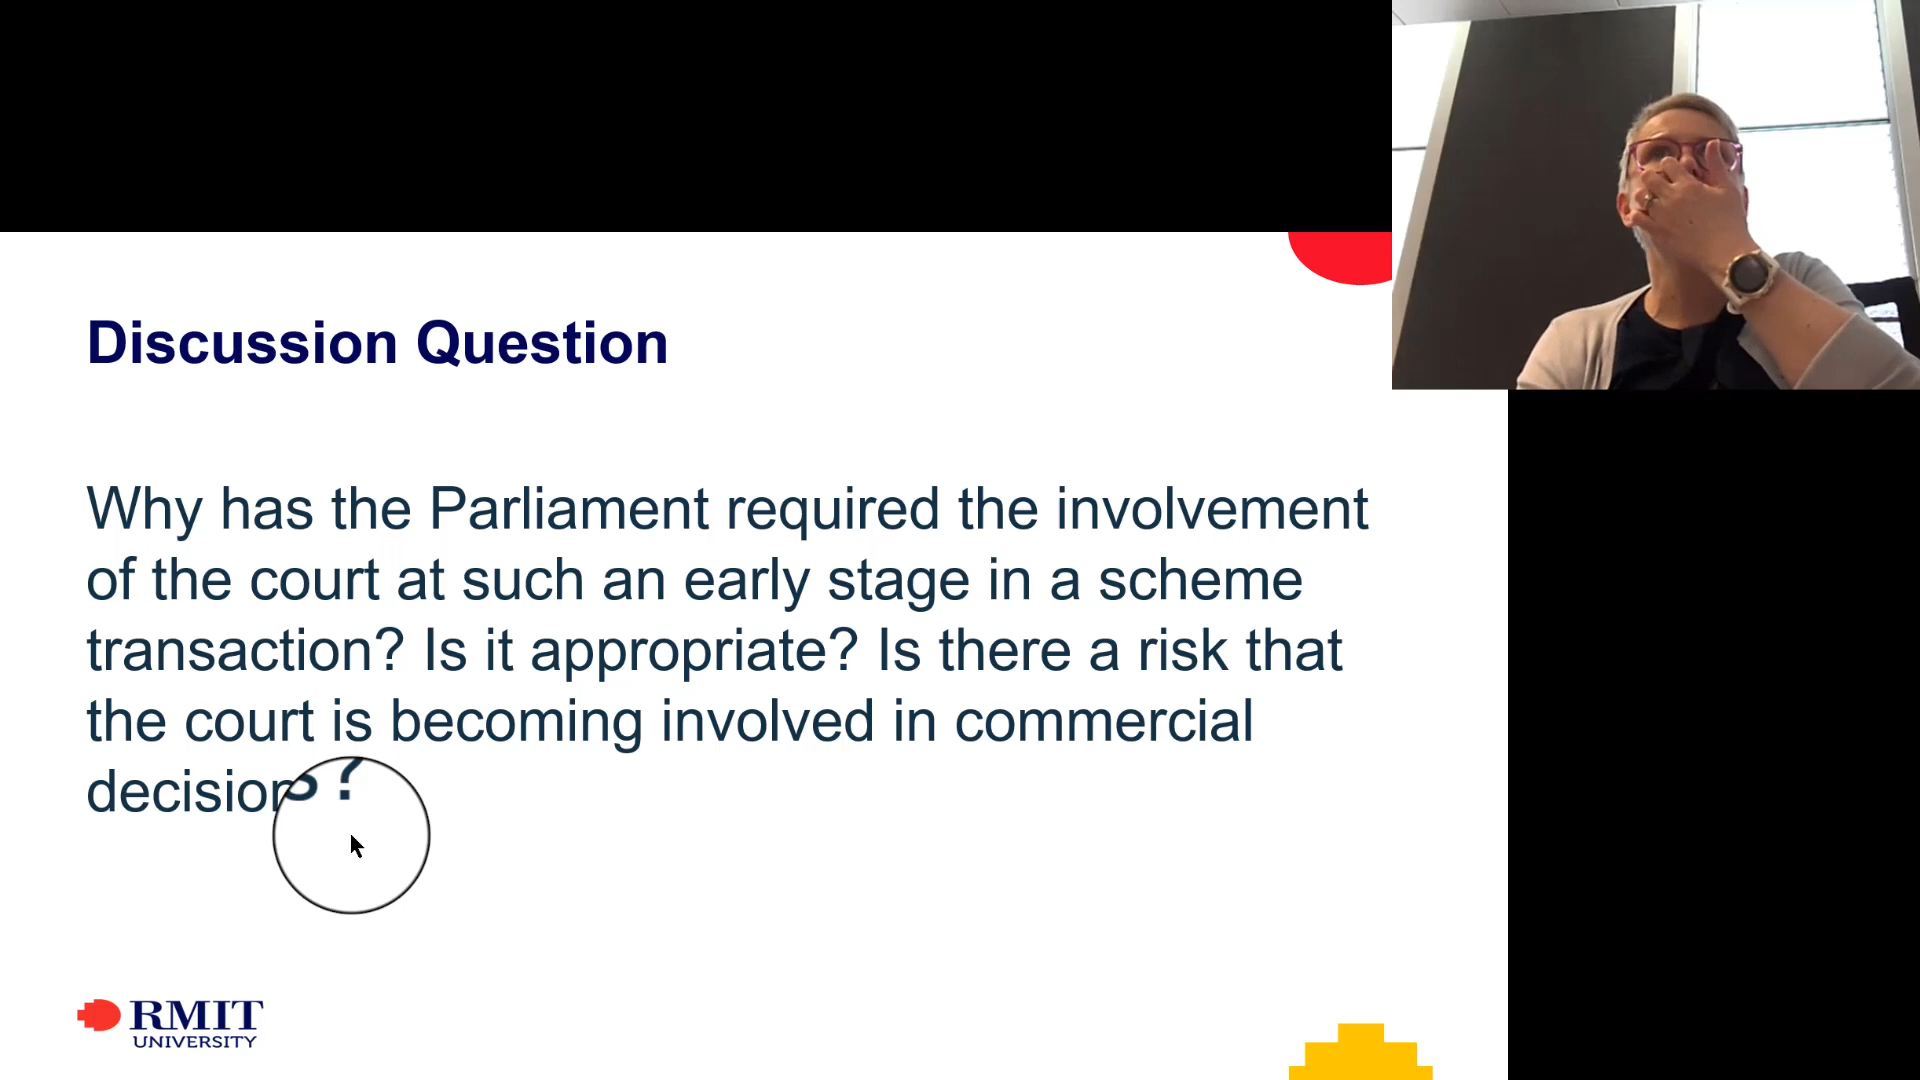 Discussion Question
Why has the Parliament required the involvement
of the court at such an early stage in a scheme
transaction? Is it appropriate? Is there a risk that
the court is becoming involved in commercial
decisions?
RMIT
UNIVERSITY